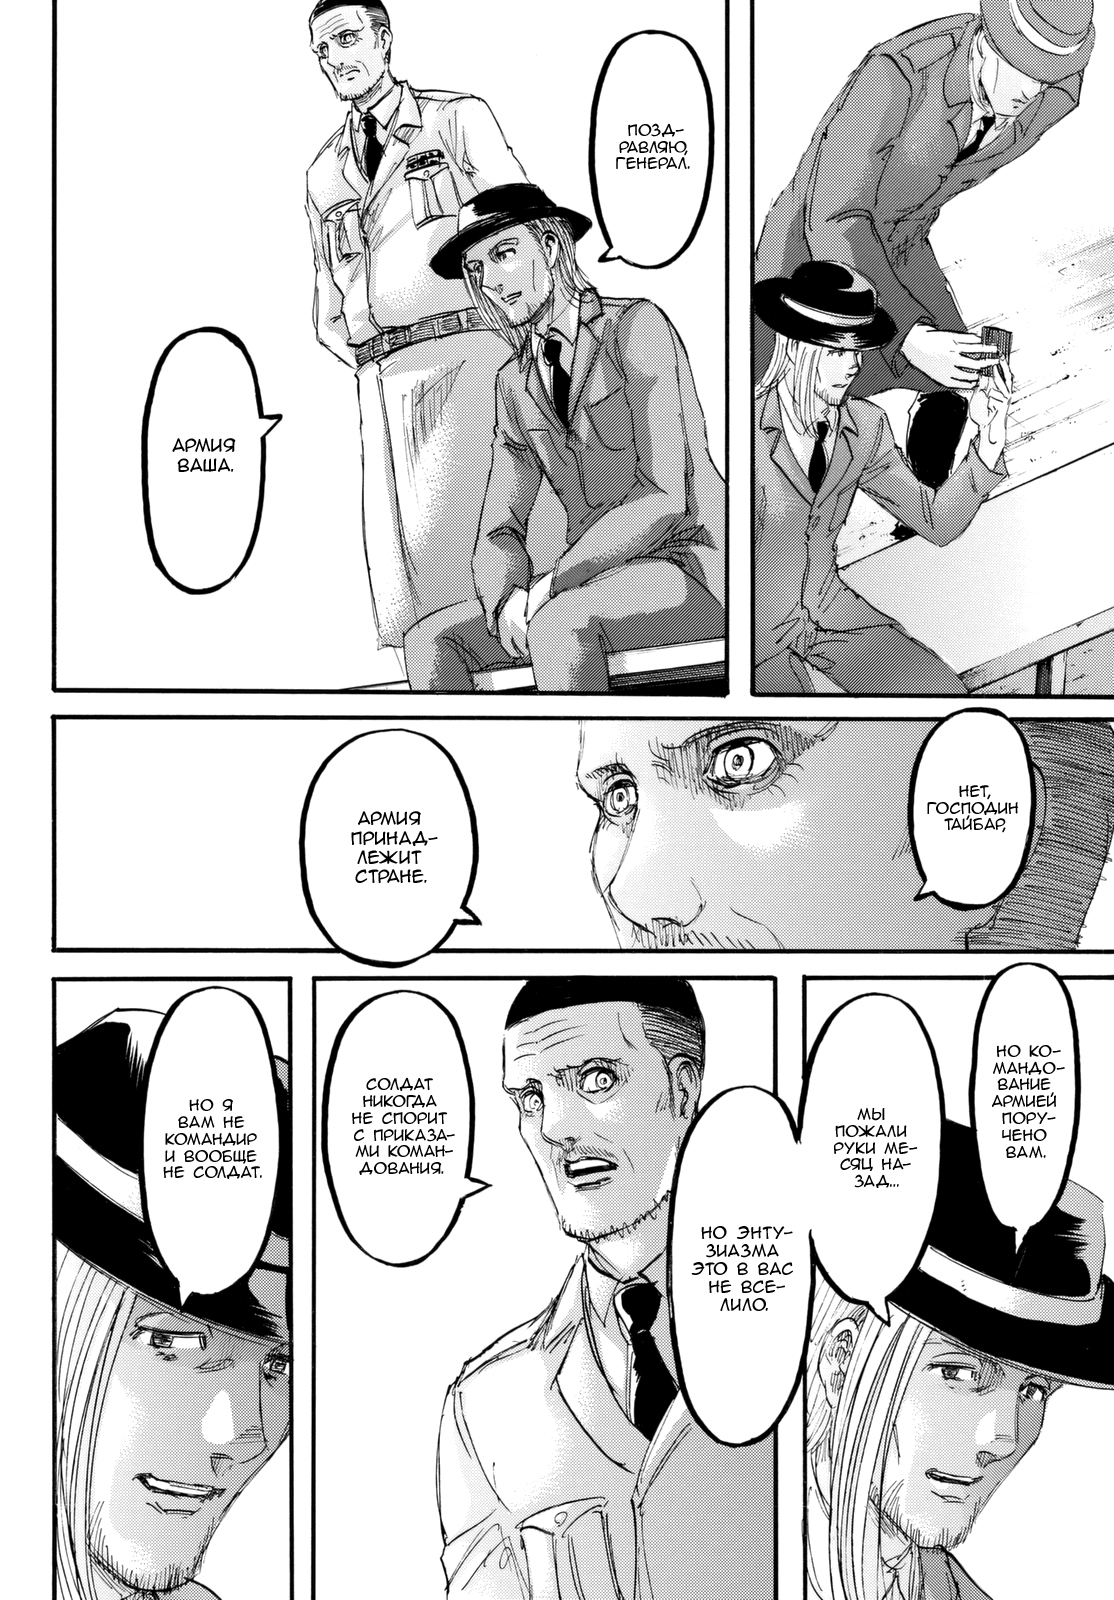 ПОЗД-
РАВЛЯЮ,
ГЕНЕРАЛ.
АРМИЯ
ВАША.
НЕТ,
ГОСПОДИН
ТАЙБАР,
АРМИЯ
ПРИНАД-
ЛЕЖИТ
СТРАНЕ.
НО КО-
МАНДО-
ВАНИЕ
АРМИЕЙ
ПОРУ-
ЧЕНО
ВАМ.
МЫ
ПОЖАЛИ
РУКИ МЕ-
СЯЦ НА-
ЗАД...
НО ЭНТУ-
ЗИАЗМА
ЭТО В ВАС
НЕ ВСЕ-
ЛИЛО.
СОЛДАТ
НИКОГДА
НЕ СПОРИТ
С ПРИКАЗА-
МИ КОМАН-
ДОВАНИЯ.
НО Я
ВАМ НЕ
КОМАНДИР
И ВООБЩЕ
НЕ СОЛДАТ.